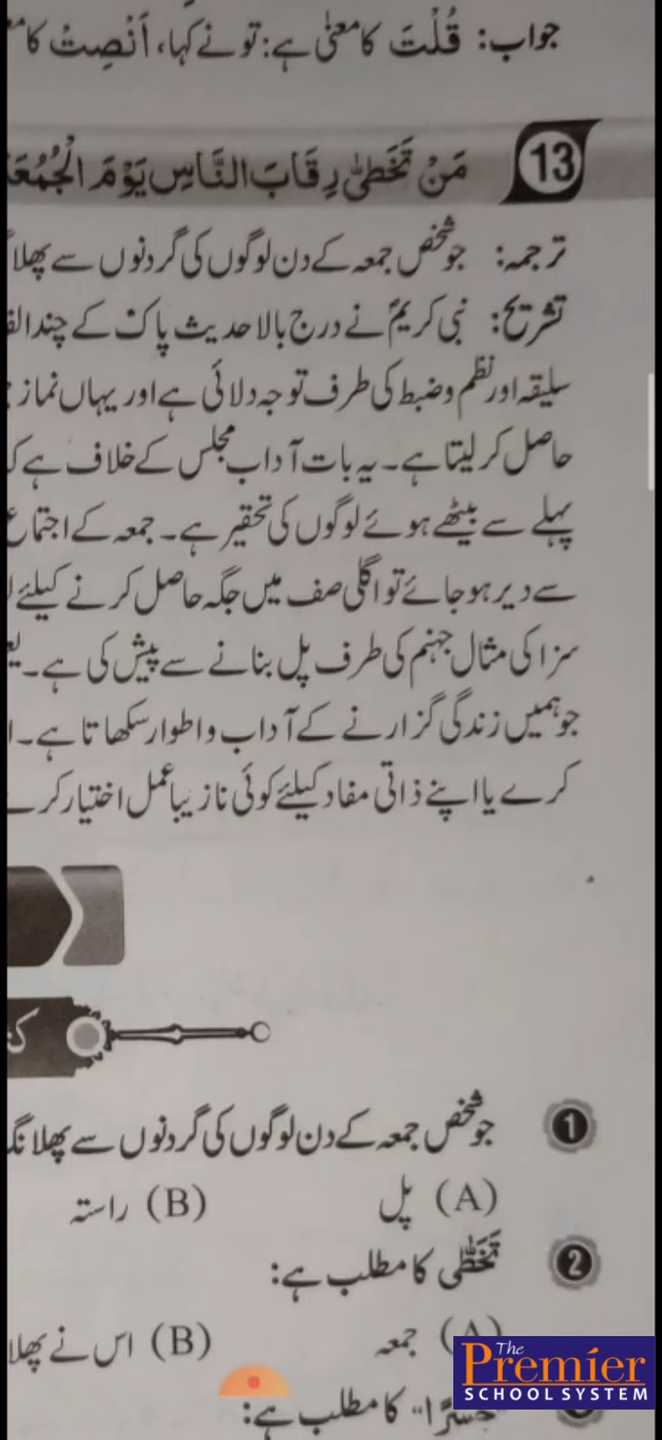 جواب: قُلْتَ کا معنیٰ ہے: تو نے کہا، اَنْصِتْ کا
13 مَنْ تَخَطّٰی رِقَابَ النَّاسِ یَوْمَ الْجُمُعَ
ترجمہ: جو شخص جمعہ کے دن لوگوں کی گردنوں سے پھلا
تشریح: نبی کریمؐ نے درج بالا حدیث پاک کے چند الف
سلیقہ اور نظم و ضبط کی طرف توجہ دلائی ہے اور یہاں نماز
حاصل کر لیتا ہے۔ یہ بات آداب مجلس کے خلاف ہے ک
پہلے سے بیٹھے ہوئے لوگوں کی تحقیر ہے۔ جمعہ کے اجتماع
سے دیر ہو جائے تو اگلی صف میں جگہ حاصل کرنے کیلئے
سزا کی مثال جہنم کی طرف پل بنانے سے پیش کی ہے۔
جو ہمیں زندگی گزارنے کے آداب و اطوار سکھاتا ہے۔
کرے یا اپنے ذاتی مفاد کیلئے کوئی نازیبا عمل اختیار کرے
1 جو شخص جمعہ کے دن لوگوں کی گردنوں سے پھلانگ
(A) پل (B) راستہ
2 تَخَطّٰی کا مطلب ہے:
(A) جمعہ (B) اس نے پھلا
جَسْرًا" کا مطلب ہے:
The
Premier
SCHOOL SYSTEM